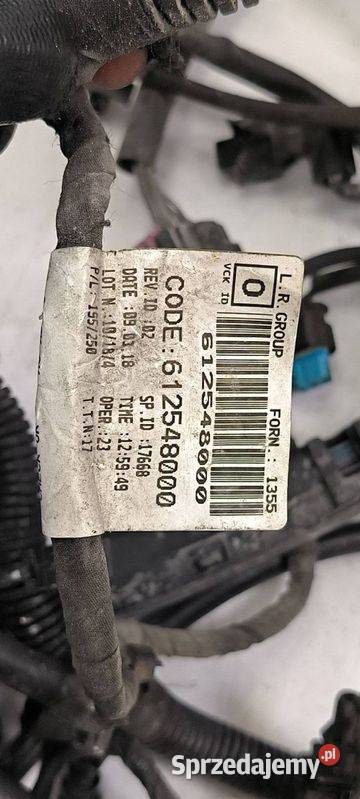 L.R. GROUP FORN.: 1355
O
VCK ID
612548000
CODE:612548000
REV.ID :02 SP.ID :17668
DATE :09.01.18 TIME :12:59:49
LOT N.:10/18/4 OPER.:23
P/L- 195/250 T.T.N:17
Sprzedajemy.pl